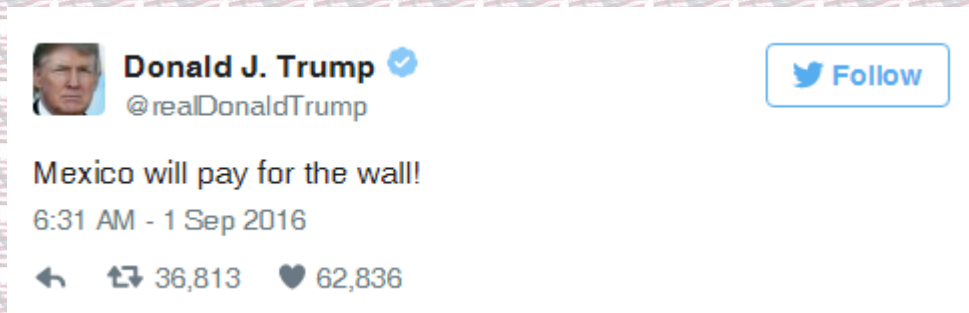 Donald J. Trump
Follow
@realDonaldTrump
Mexico will pay for the wall!
6:31 AM - 1 Sep 2016
36,813 62,836